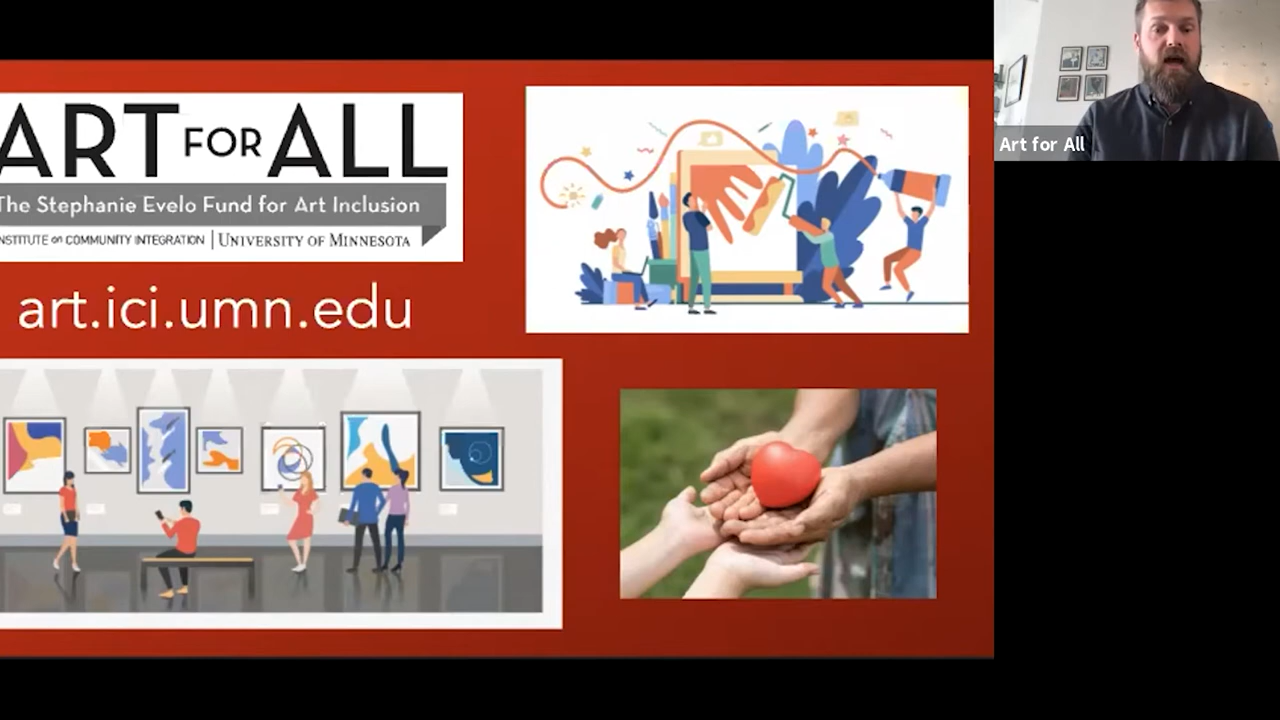 ART FOR ALL
The Stephanie Evelo Fund for Art Inclusion
INSTITUTE on COMMUNITY INTEGRATION | UNIVERSITY OF MINNESOTA
art.ici.umn.edu
Art for All